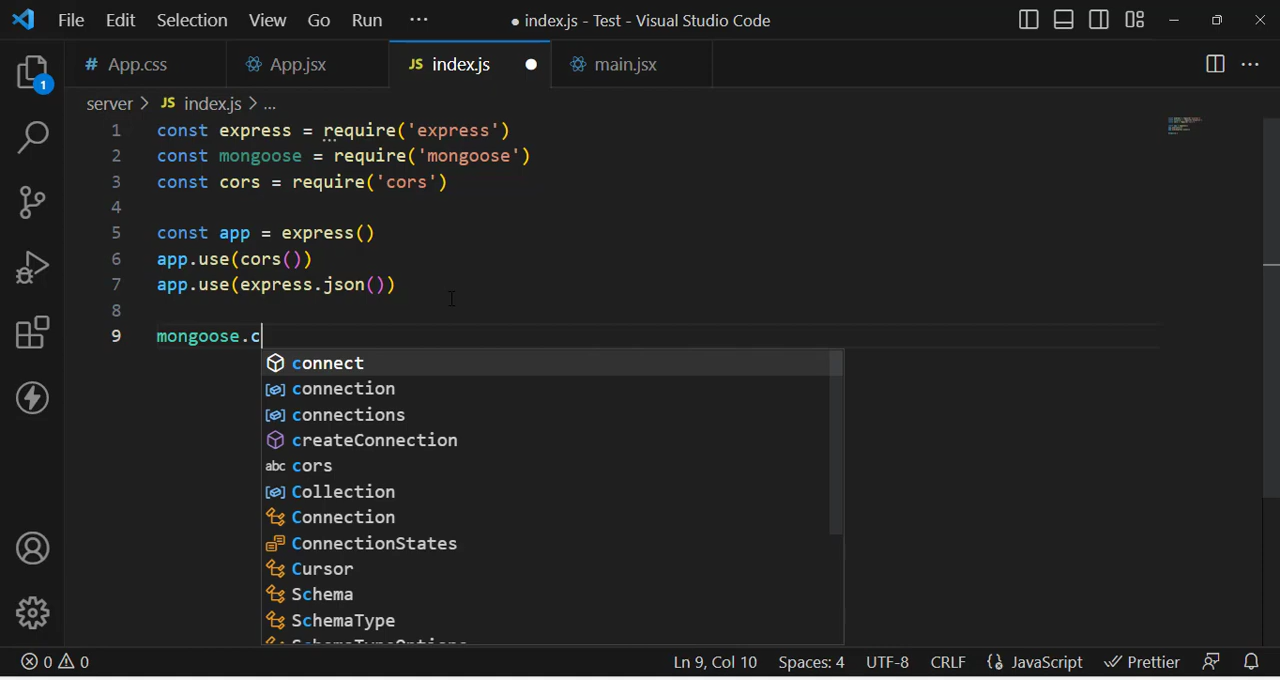 File Edit Selection View Go Run ··· ● index.js - Test - Visual Studio Code
# App.css App.jsx JS index.js ● main.jsx ···
1
server > JS index.js > ...
1 const express = require('express')
2 const mongoose = require('mongoose')
3 const cors = require('cors')
4
5 const app = express()
6 app.use(cors())
7 app.use(express.json())
8
9 mongoose.c
connect
connection
connections
createConnection
abc cors
Collection
Connection
ConnectionStates
Cursor
Schema
SchemaType
SchemaTypeOptions
0 0 Ln 9, Col 10 Spaces: 4 UTF-8 CRLF {} JavaScript Prettier